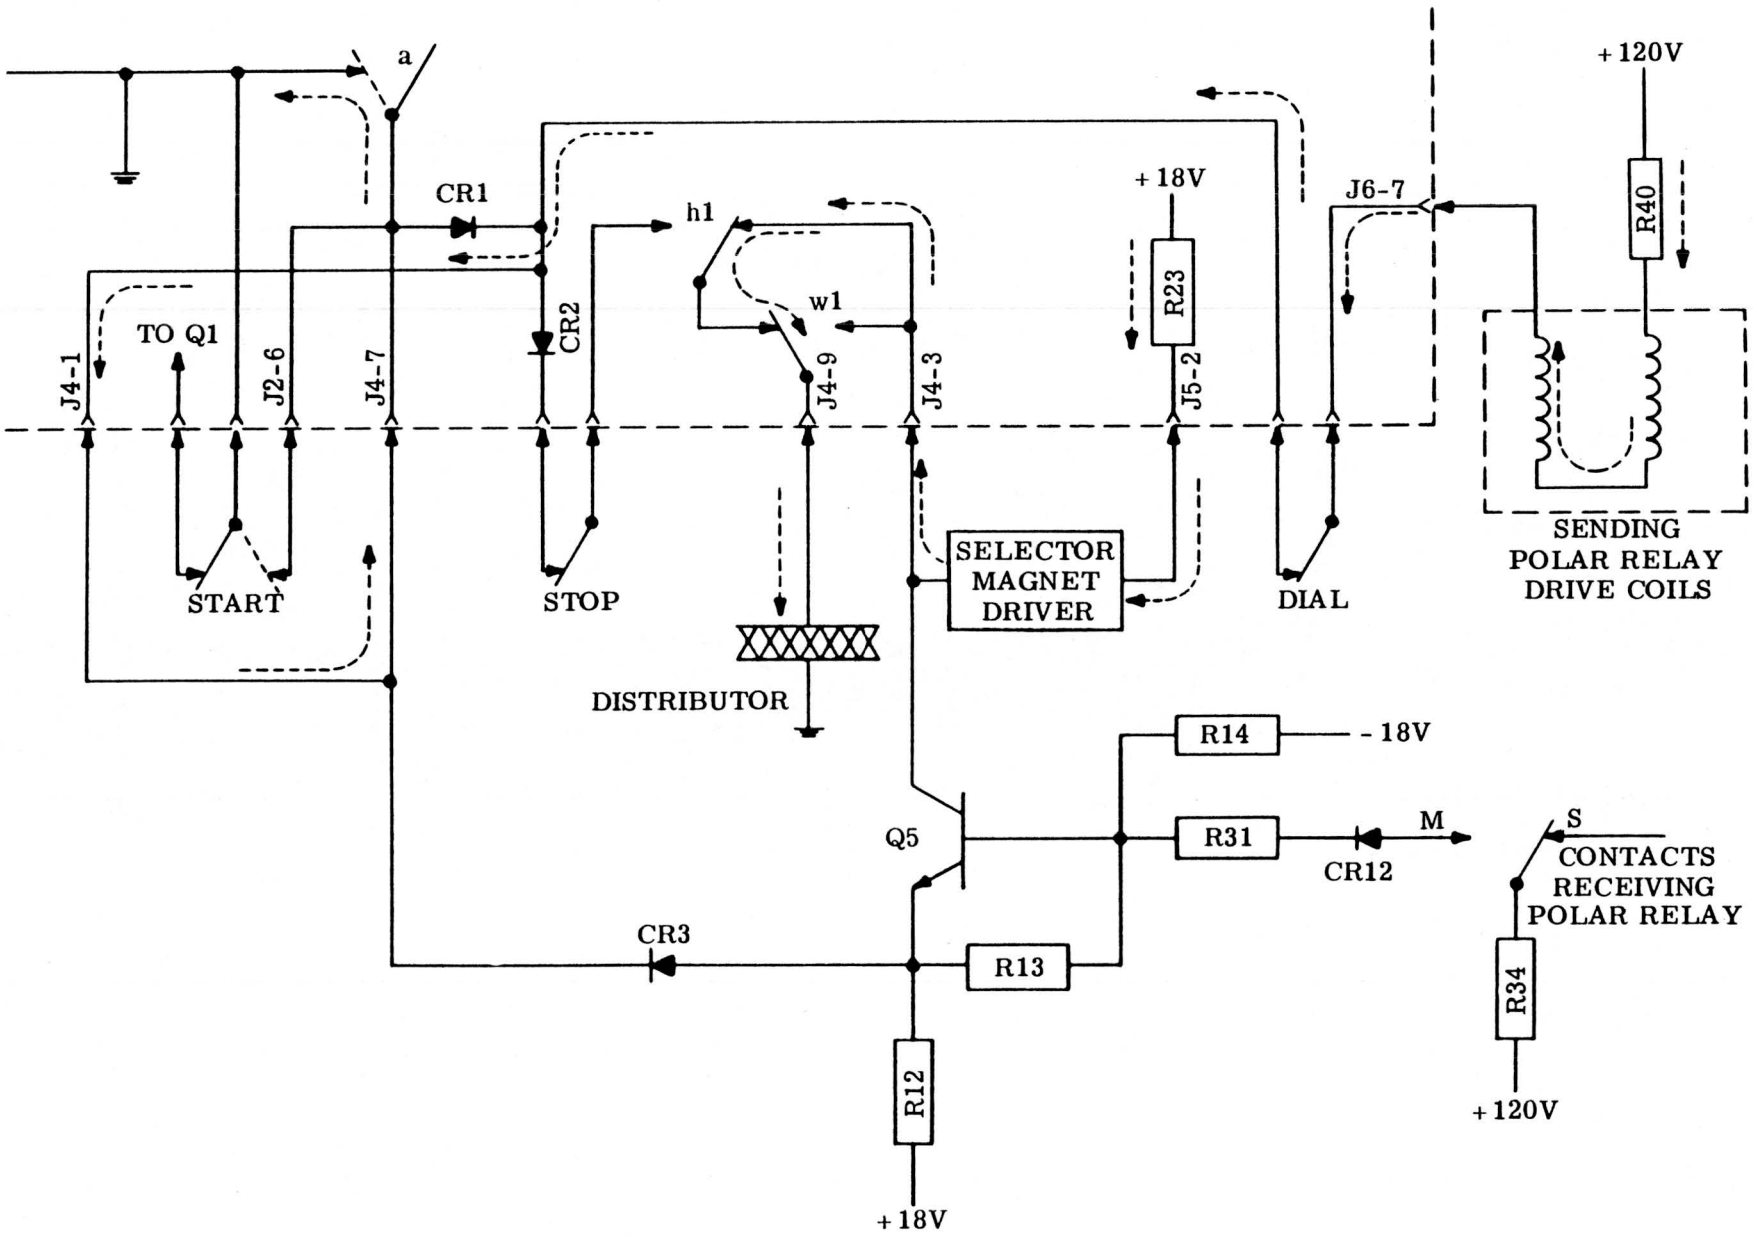 a
+120V
CR1
+18V
J6-7
R40
h1
R23
w1
TO Q1
CR2
J4-1
J2-6
J4-7
J4-9
J4-3
J5-2
START
STOP
SELECTOR
MAGNET
DRIVER
DIAL
SENDING
POLAR RELAY
DRIVE COILS
DISTRIBUTOR
R14
-18V
Q5
R31
M
S
CR12
CONTACTS
RECEIVING
POLAR RELAY
CR3
R13
R34
R12
+120V
+18V